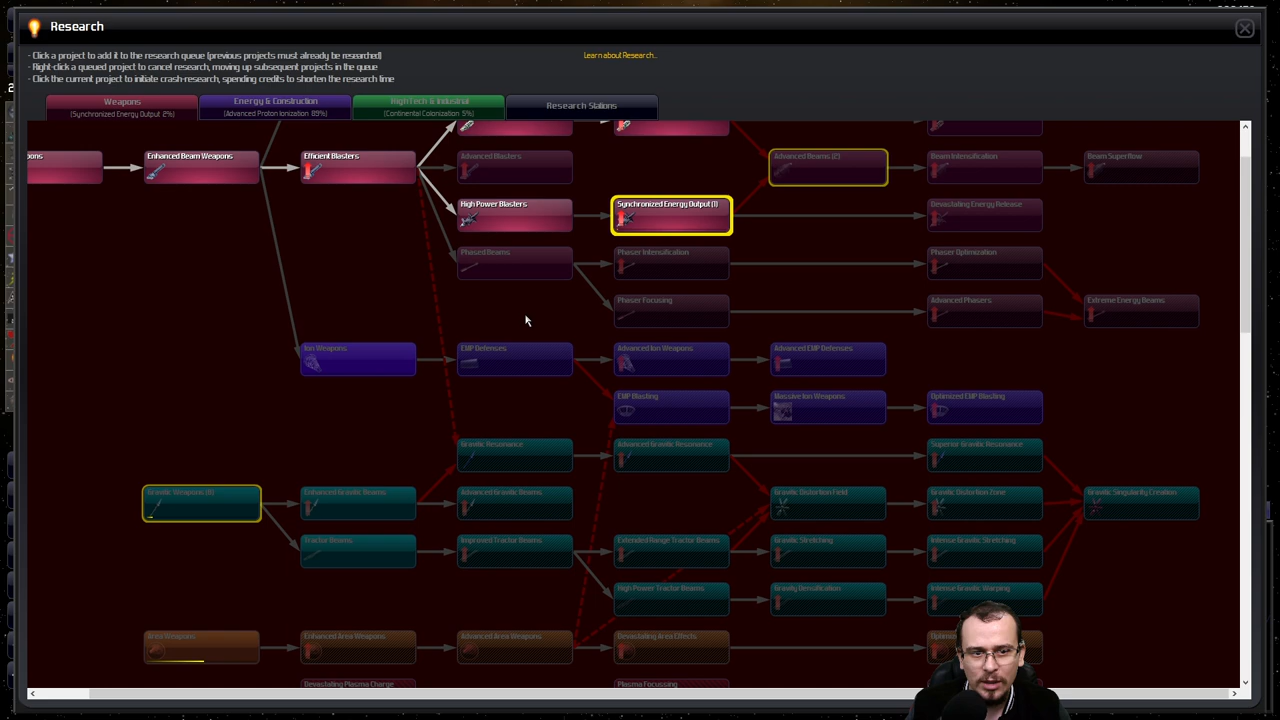 Research
- Click a project to add it to the research queue (previous projects must already be researched)
- Right-click a queued project to cancel research, moving up subsequent projects in the queue
- Click the current project to initiate crash-research, spending credits to shorten the research time
Learn about Research...
Weapons
(Synchronized Energy Output 2%)
Energy & Construction
(Advanced Proton Ionization 89%)
HighTech & Industrial
(Continental Colonization 5%)
Research Stations
Enhanced Beam Weapons
Efficient Blasters
Advanced Blasters
Advanced Beams (2)
Beam Intensification
Beam Superflow
High Power Blasters
Synchronized Energy Output (1)
Devastating Energy Release
Phased Beams
Phaser Intensification
Phaser Optimization
Phaser Focusing
Advanced Phasers
Extreme Energy Beams
Ion Weapons
EMP Defenses
Advanced Ion Weapons
Advanced EMP Defenses
EMP Blasting
Massive Ion Weapons
Optimized EMP Blasting
Gravitic Resonance
Advanced Gravitic Resonance
Superior Gravitic Resonance
Enhanced Gravitic Beams
Advanced Gravitic Beams
Gravitic Distortion Field
Gravitic Distortion Zone
Gravitic Singularity Creation
Tractor Beams
Improved Tractor Beams
Extended Range Tractor Beams
Gravitic Stretching
Intense Gravitic Stretching
High Power Tractor Beams
Gravity Densification
Intense Gravitic Warping
Area Weapons
Enhanced Area Weapons
Advanced Area Weapons
Devastating Area Effects
Devastating Plasma Charge
Plasma Focussing